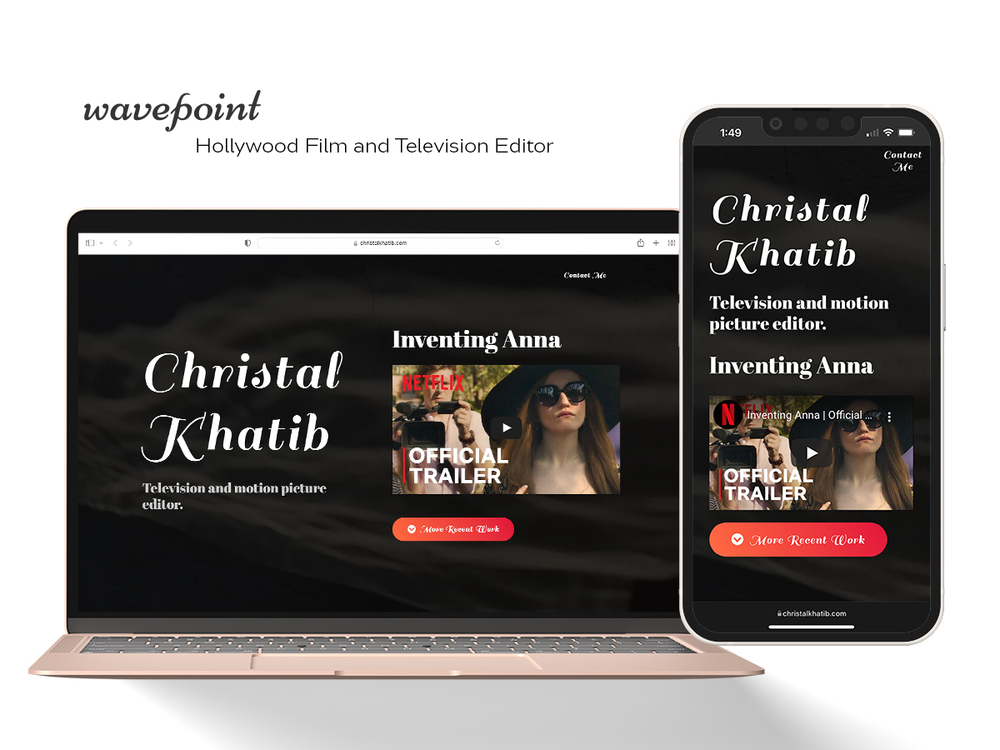 wavepoint
Hollywood Film and Television Editor
christalkhatib.com
Contact Me
Christal
Khatib
Television and motion picture
editor.
Inventing Anna
NETFLIX
OFFICIAL
TRAILER
More Recent Work
1:49
Contact
Me
Christal
Khatib
Television and motion
picture editor.
Inventing Anna
Inventing Anna | Official ...
OFFICIAL
TRAILER
More Recent Work
christalkhatib.com